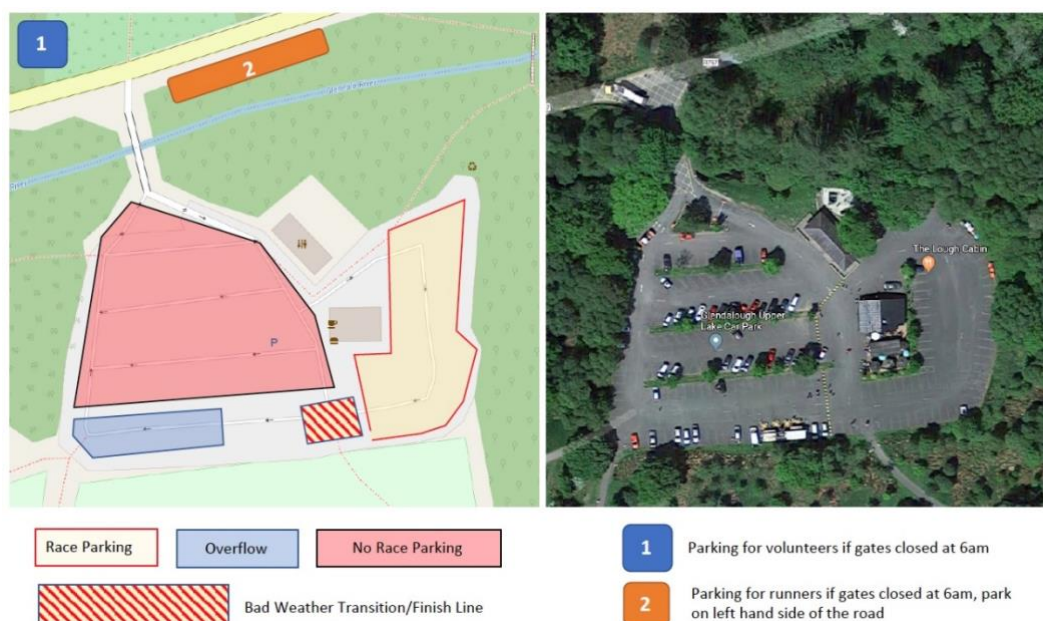 1
2
P
The Lough Cabin
Glendalough Upper
Lake Car Park
Race Parking
Overflow
No Race Parking
Bad Weather Transition/Finish Line
1
Parking for volunteers if gates closed at 6am
2
Parking for runners if gates closed at 6am, park
on left hand side of the road